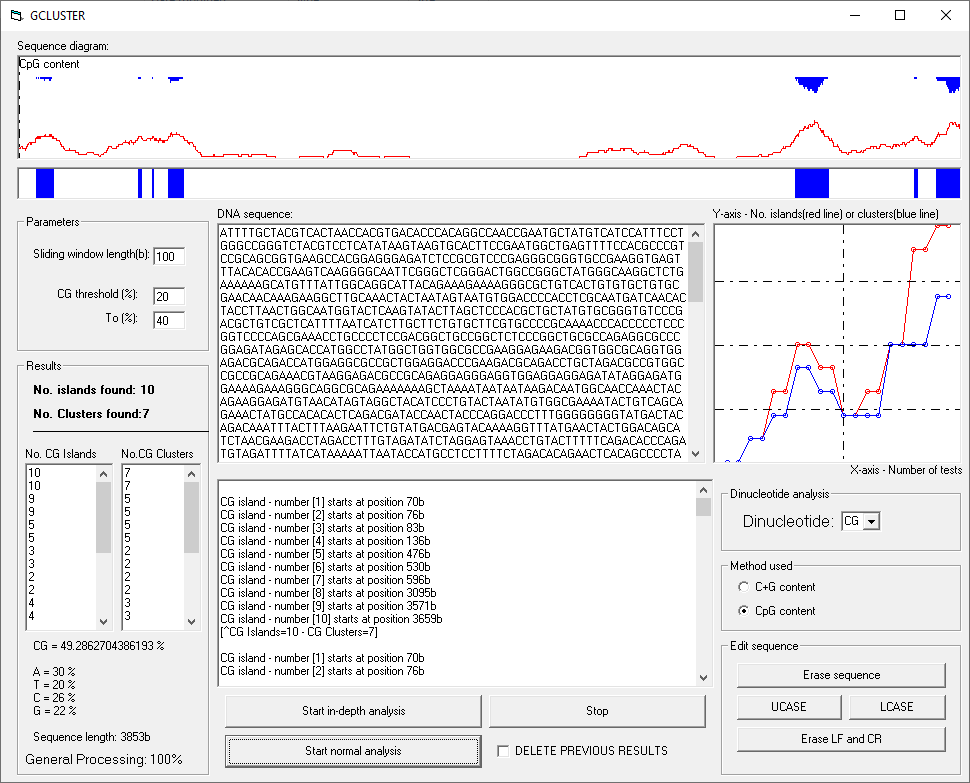 GCLUSTER
Sequence diagram:
CpG content
Parameters
Sliding window length(b): 100
CG threshold (%): 20
To (%): 40
Results
No. islands found: 10
No. Clusters found:7
No. CG Islands
10
10
9
9
5
5
3
3
2
2
4
4
No.CG Clusters
7
7
5
5
5
5
2
2
2
2
3
3
CG = 49.2862704386193 %
A = 30 %
T = 20 %
C = 26 %
G = 22 %
Sequence length: 3853b
General Processing: 100%
DNA sequence:
ATTTTGCTACGTCACTAACCACGTGACACCCACAGGCCAACCGAATGCTATGTCATCCATTTCCT
GGGCCGGGTCTACGTCCTCATATAAGTAAGTGCACTTCCGAATGGCTGAGTTTTCCACGCCCGT
CCGCAGCGGTGAAGCCACGGAGGGAGATCTCCGCGTCCCGAGGGCGGGTGCCGAAGGTGAGT
TTACACACCGAAGTCAAGGGGCAATTCGGGCTCGGGACTGGCCGGGCTATGGGCAAGGCTCTG
AAAAAAGCATGTTTATTGGCAGGCATTACAGAAAGAAAAGGGCGCTGTCACTGTGTGCTGTGC
GAACAACAAAGAAGGCTTGCAAACTACTAATAGTAATGTGGACCCCACCTCGCAATGATCAACAC
TACCTTAACTGGCAATGGTACTCAAGTATACTTAGCTCCCACGCTGCTATGTGCGGGTGTCCCG
ACGCTGTCGCTCATTTTAATCATCTTGCTTCTGTGCTTCGTGCCCCGCAAAACCCACCCCCTCCC
GGTCCCCAGCGAAACCTGCCCCTCCGACGGCTGCCGGCTCTCCCGGCTGCGCCAGAGGCGCCC
GGAGATAGAGCACCATGGCCTATGGCTGGTGGCGCCGAAGGAGAAGACGGTGGCGCAGGTGG
AGACGCAGACCATGGAGGCGCCGCTGGAGGACCCGAAGACGCAGACCTGCTAGACGCCGTGGC
CGCCGCAGAAACGTAAGGAGACGCCGCAGAGGAGGGAGGTGGAGGAGGAGATATAGGAGATG
GAAAAGAAAGGGCAGGCGCAGAAAAAAAGCTAAAATAATAATAAGACAATGGCAACCAAACTAC
AGAAGGAGATGTAACATAGTAGGCTACATCCCTGTACTAATATGTGGCGAAAATACTGTCAGCA
GAAACTATGCCACACACTCAGACGATACCAACTACCCAGGACCCTTTGGGGGGGGTATGACTAC
AGACAAATTTACTTTAAGAATTCTGTATGACGAGTACAAAAGGTTTATGAACTACTGGACAGCA
TCTAACGAAGACCTAGACCTTTGTAGATATCTAGGAGTAAACCTGTACTTTTTCAGACACCCAGA
TGTAGATTTTATCATAAAAATTAATACCATGCCTCCTTTTCTAGACACAGAACTCACAGCCCCTA
CG island - number [1] starts at position 70b
CG island - number [2] starts at position 76b
CG island - number [3] starts at position 83b
CG island - number [4] starts at position 136b
CG island - number [5] starts at position 476b
CG island - number [6] starts at position 530b
CG island - number [7] starts at position 596b
CG island - number [8] starts at position 3095b
CG island - number [9] starts at position 3571b
CG island - number [10] starts at position 3659b
[^CG Islands=10 - CG Clusters=7]
CG island - number [1] starts at position 70b
CG island - number [2] starts at position 76b
Start in-depth analysis
Stop
Start normal analysis
DELETE PREVIOUS RESULTS
Y-axis - No. islands(red line) or clusters(blue line)
X-axis - Number of tests
Dinucleotide analysis
Dinucleotide: CG
Method used
C+G content
CpG content
Edit sequence
Erase sequence
UCASE
LCASE
Erase LF and CR